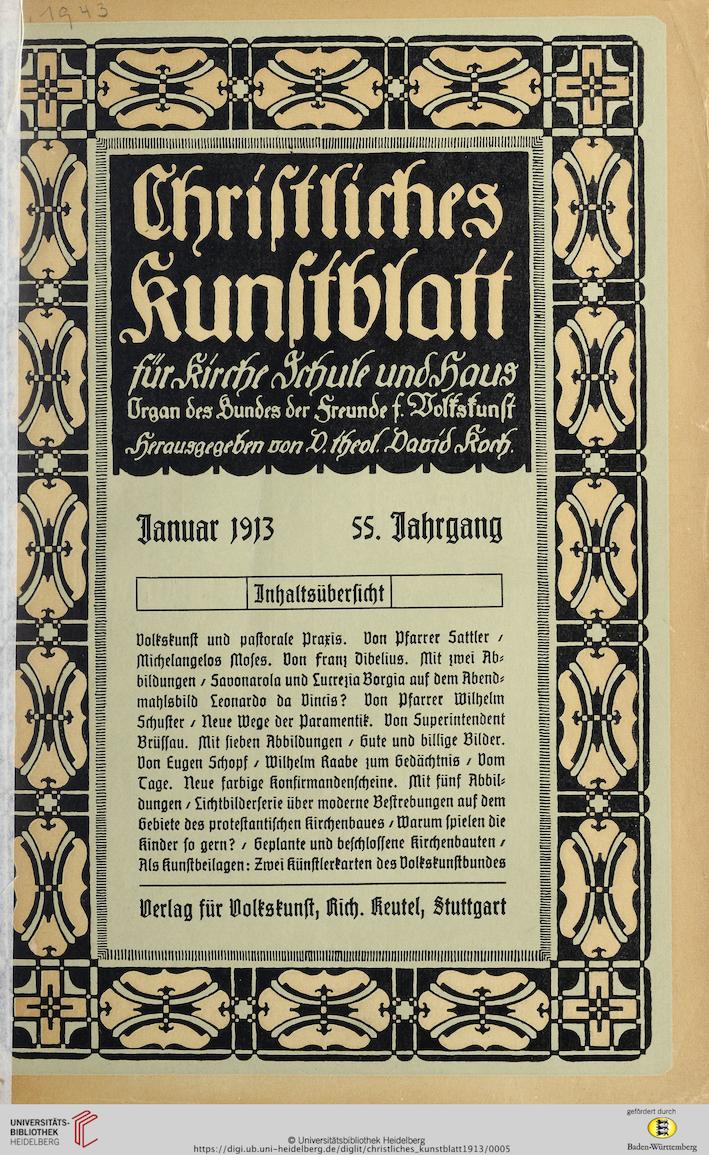 1943
Christliches
Kunstblatt
für Kirche Schule und Haus
Organ des Bundes der Freunde f. Volkskunst
Herausgegeben von D. theol. David Koch.
Januar 1913 55. Jahrgang
Inhaltsübersicht
Volkskunst und pastorale Praxis. Von Pfarrer Sattler /
Michelangelos Moses. Von Franz Dibelius. Mit zwei Ab-
bildungen / Savonarola und Lucrezia Borgia auf dem Abend-
mahlsbild Leonardo da Vincis? Von Pfarrer Wilhelm
Schuster / Neue Wege der Paramentik. Von Superintendent
Brüssau. Mit sieben Abbildungen / Gute und billige Bilder.
Von Eugen Schopf / Wilhelm Raabe zum Gedächtnis / Vom
Tage. Neue farbige Konfirmandenscheine. Mit fünf Abbil-
dungen / Lichtbilderserie über moderne Bestrebungen auf dem
Gebiete des protestantischen Kirchenbaues / Warum spielen die
Kinder so gern? / Geplante und beschlossene Kirchenbauten /
Als Kunstbeilagen: Zwei Künstlerkarten des Volkskunstbundes
Verlag für Volkskunst, Rich. Keutel, Stuttgart
UNIVERSITÄTS-
BIBLIOTHEK
HEIDELBERG
© Universitätsbibliothek Heidelberg
https://digi.ub.uni-heidelberg.de/diglit/christliches_kunstblatt1913/0005
gefördert durch
Baden-Württemberg